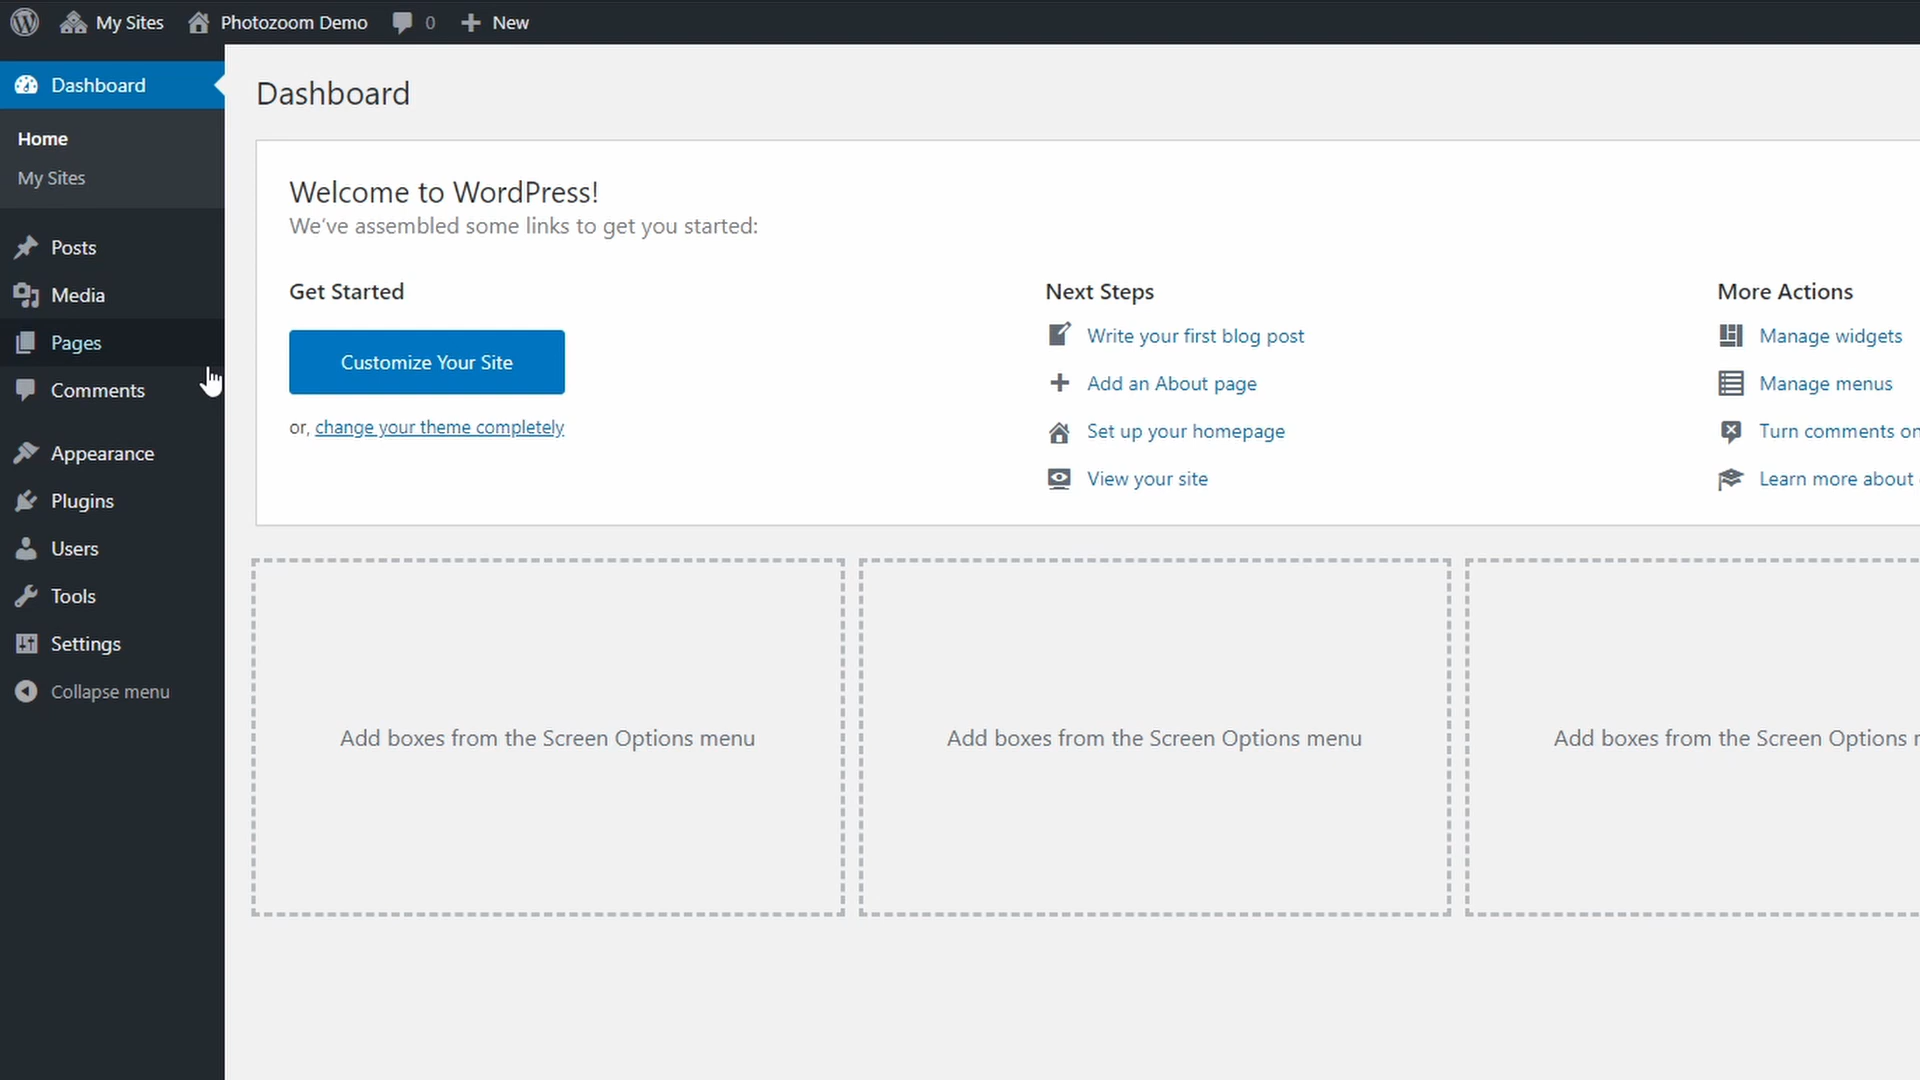 My Sites Photozoom Demo 0 New
Dashboard
Home
My Sites
Posts
Media
Pages
Comments
Appearance
Plugins
Users
Tools
Settings
Collapse menu
Dashboard
Welcome to WordPress!
We've assembled some links to get you started:
Get Started
Customize Your Site
or, change your theme completely
Next Steps
Write your first blog post
Add an About page
Set up your homepage
View your site
More Actions
Manage widgets
Manage menus
Turn comments on
Learn more about
Add boxes from the Screen Options menu
Add boxes from the Screen Options menu
Add boxes from the Screen Options